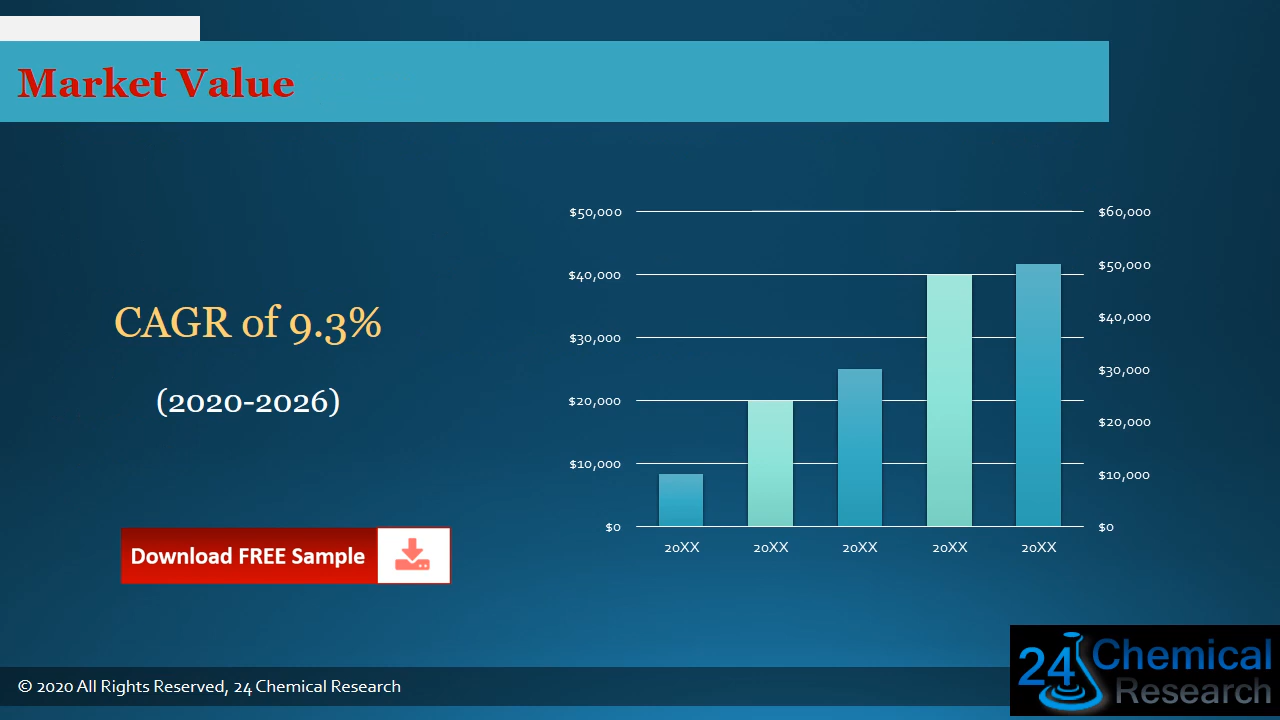 Market Value
CAGR of 9.3%
(2020-2026)
Download FREE Sample
$50,000
$40,000
$30,000
$20,000
$10,000
$0
$60,000
$50,000
$40,000
$30,000
$20,000
$10,000
$0
20XX 20XX 20XX 20XX 20XX
© 2020 All Rights Reserved, 24 Chemical Research
24 Chemical
Research